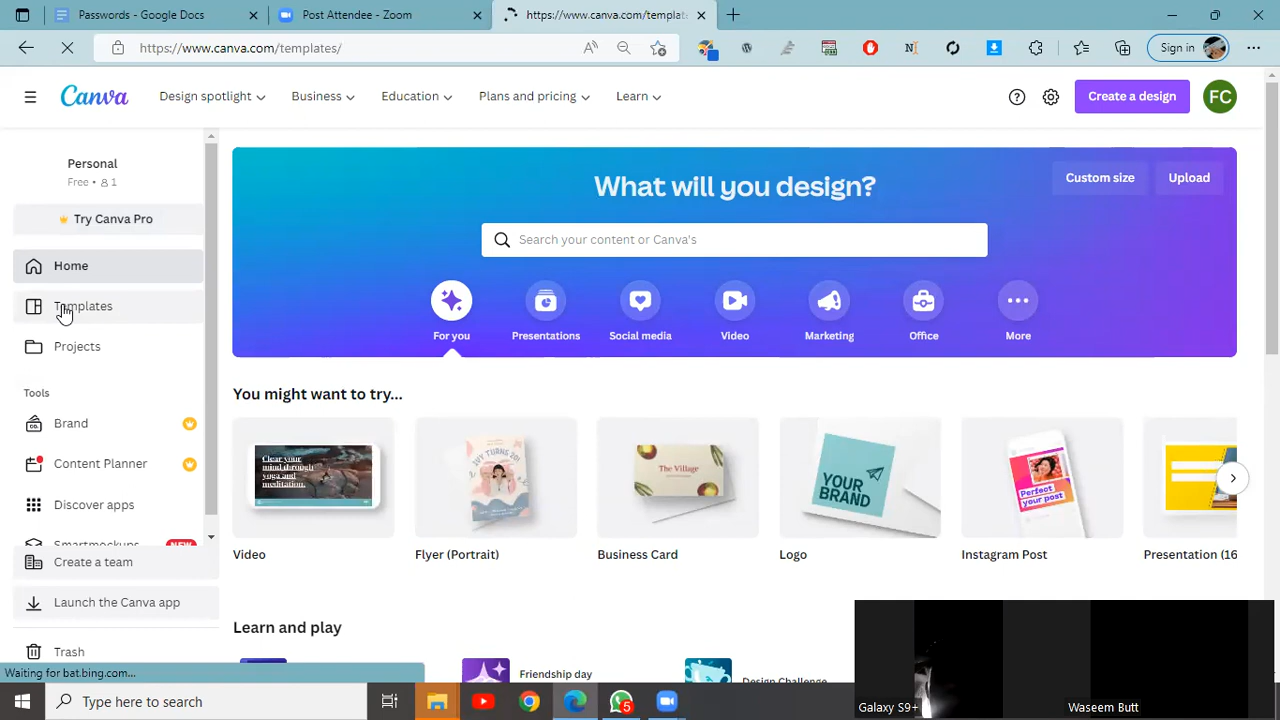 Passwords - Google Docs
Post Attendee - Zoom
https://www.canva.com/templat
https://www.canva.com/templates/
Sign in
Canva
Design spotlight
Business
Education
Plans and pricing
Learn
Create a design
FC
Personal
Free • 1
Try Canva Pro
Home
Templates
Projects
Tools
Brand
Content Planner
Discover apps
Smartmockups NEW
Create a team
Launch the Canva app
Trash
Waiting for bat.bing.com...
What will you design?
Custom size
Upload
Search your content or Canva's
For you
Presentations
Social media
Video
Marketing
Office
More
You might want to try...
Clear your
mind through
yoga and
meditation.
IVY TURNS 20!
The Village
YOUR
BRAND
Perfect
your post
Video
Flyer (Portrait)
Business Card
Logo
Instagram Post
Presentation (16
Learn and play
Friendship day
Design Challenge
Galaxy S9+
Waseem Butt
Type here to search
5